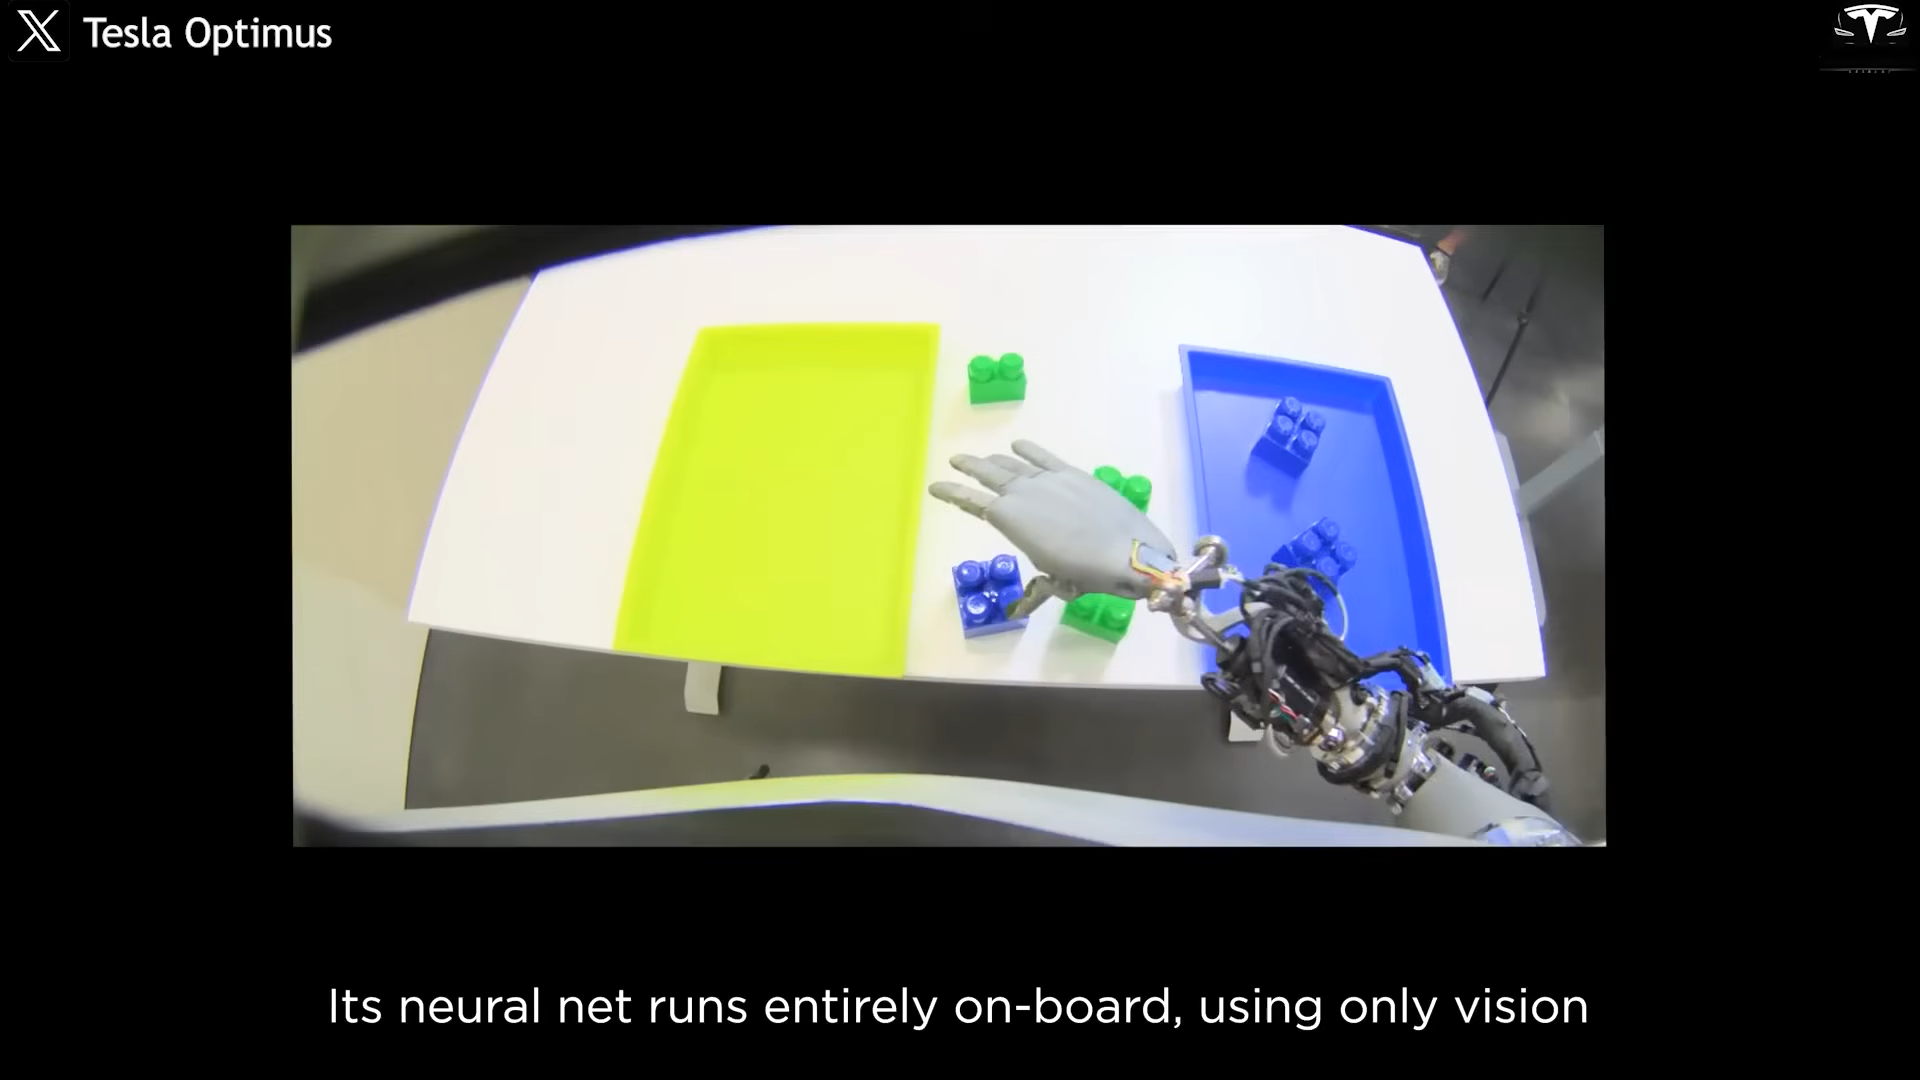 Tesla Optimus
Its neural net runs entirely on-board, using only vision